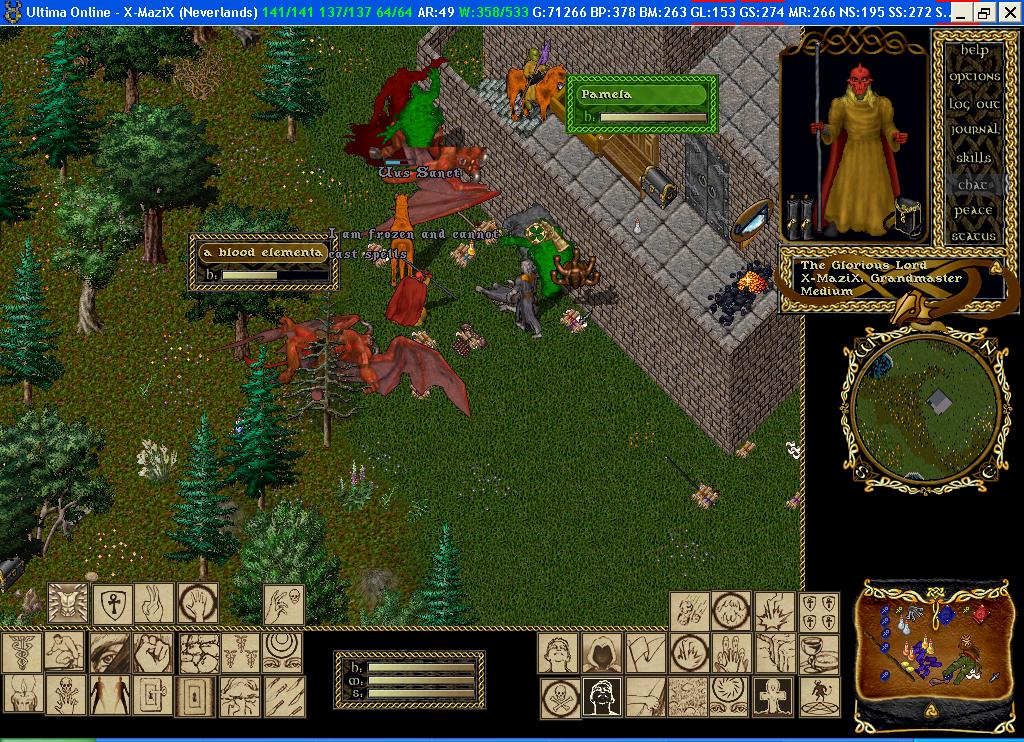 Ultima Online - X-MaziX (Neverlands) 141/141 137/137 64/64 AR:49 W:358/533 G:71266 BP:378 BM:263 GL:153 GS:274 MR:266 NS:195 SS:272 S..
help
options
log out
journal
skills
chat
peace
status
Pamela
h:
Uus Sanct
I am frozen and cannot
cast spells
a blood elementa
h:
The Glorious Lord
X-MaziX, Grandmaster
Medium
W
N
S
E
h:
m:
s: